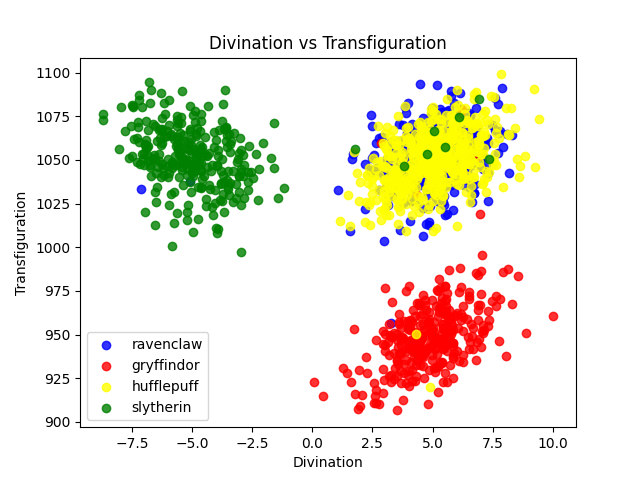 Divination vs Transfiguration
Transfiguration
1100
1075
1050
1025
1000
975
950
925
900
ravenclaw
gryffindor
hufflepuff
slytherin
−7.5 −5.0 −2.5 0.0 2.5 5.0 7.5 10.0
Divination